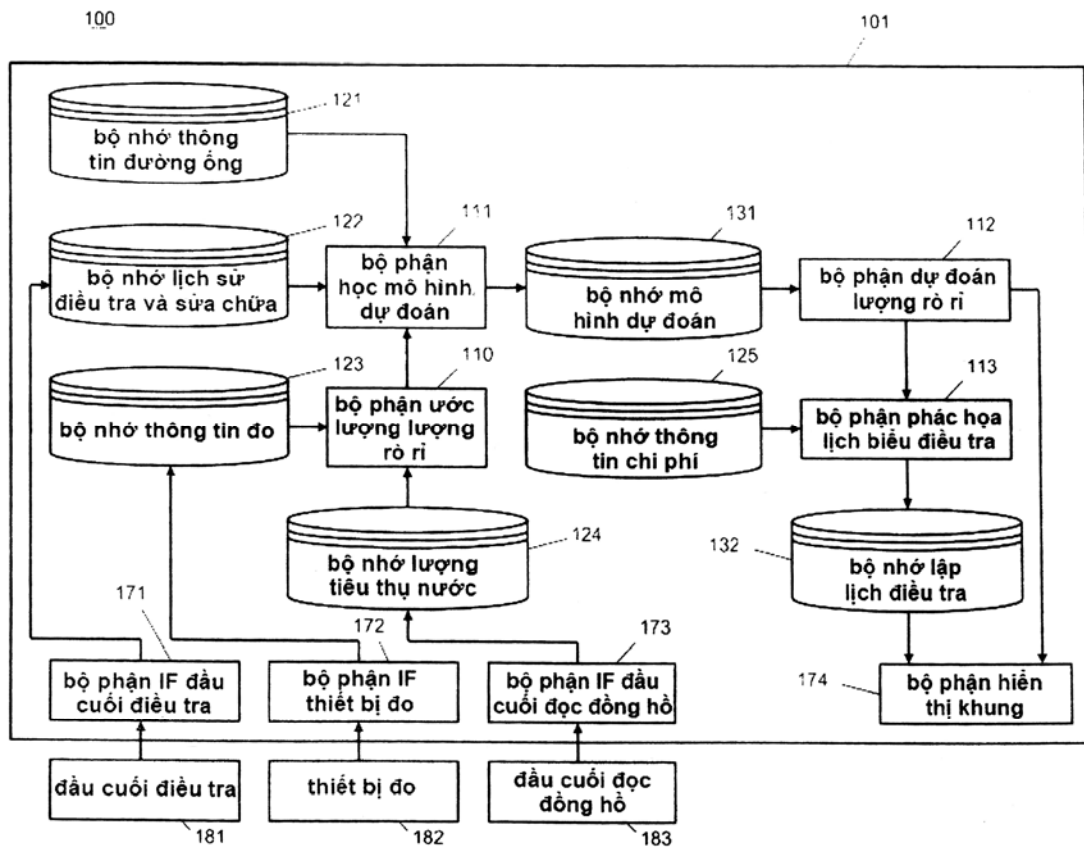 100
101
121
bộ nhớ thông
tin đường ống
122
bộ nhớ lịch sử
điều tra và sửa chữa
111
bộ phận
học mô hình
dự đoán
131
bộ nhớ mô
hình dự đoán
112
bộ phận dự đoán
lượng rò rỉ
123
bộ nhớ thông tin đo
110
bộ phận ước
lượng lượng
rò rỉ
125
bộ nhớ thông
tin chi phí
113
bộ phận phác họa
lịch biểu điều tra
124
bộ nhớ lượng
tiêu thụ nước
132
bộ nhớ lập
lịch điều tra
171
bộ phận IF đầu
cuối điều tra
172
bộ phận IF
thiết bị đo
173
bộ phận IF đầu
cuối đọc đồng hồ
174
bộ phận hiển
thị khung
đầu cuối điều tra
181
thiết bị đo
182
đầu cuối đọc
đồng hồ
183